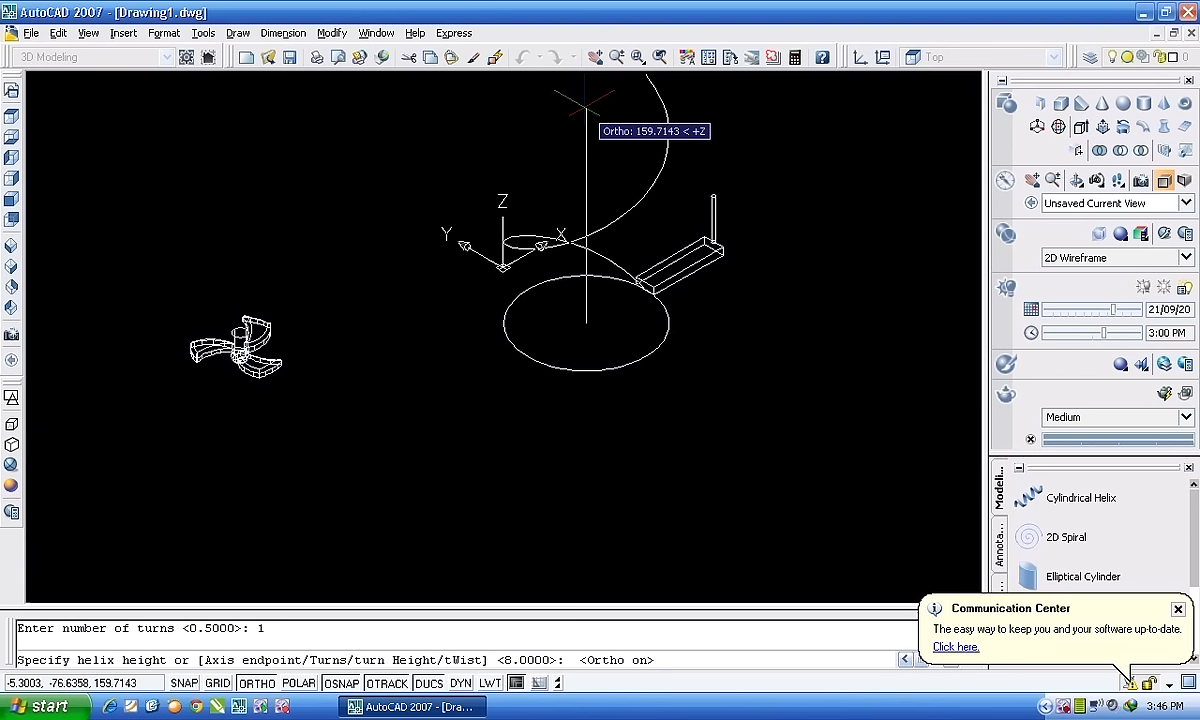 AutoCAD 2007 - [Drawing1.dwg]
File Edit View Insert Format Tools Draw Dimension Modify Window Help Express
3D Modeling
Top
0
Ortho: 159.7143 < +Z
Z
Y
X
Unsaved Current View
2D Wireframe
21/09/20
3:00 PM
Medium
Modeli...
Annota...
Cylindrical Helix
2D Spiral
Elliptical Cylinder
Communication Center
The easy way to keep you and your software up-to-date.
Click here.
Enter number of turns <0.5000>: 1
Specify helix height or [Axis endpoint/Turns/turn Height/tWist] <8.0000>: <Ortho on>
-5.3003, -76.6358, 159.7143
SNAP GRID ORTHO POLAR OSNAP OTRACK DUCS DYN LWT
start
AutoCAD 2007 - [Dra...
3:46 PM